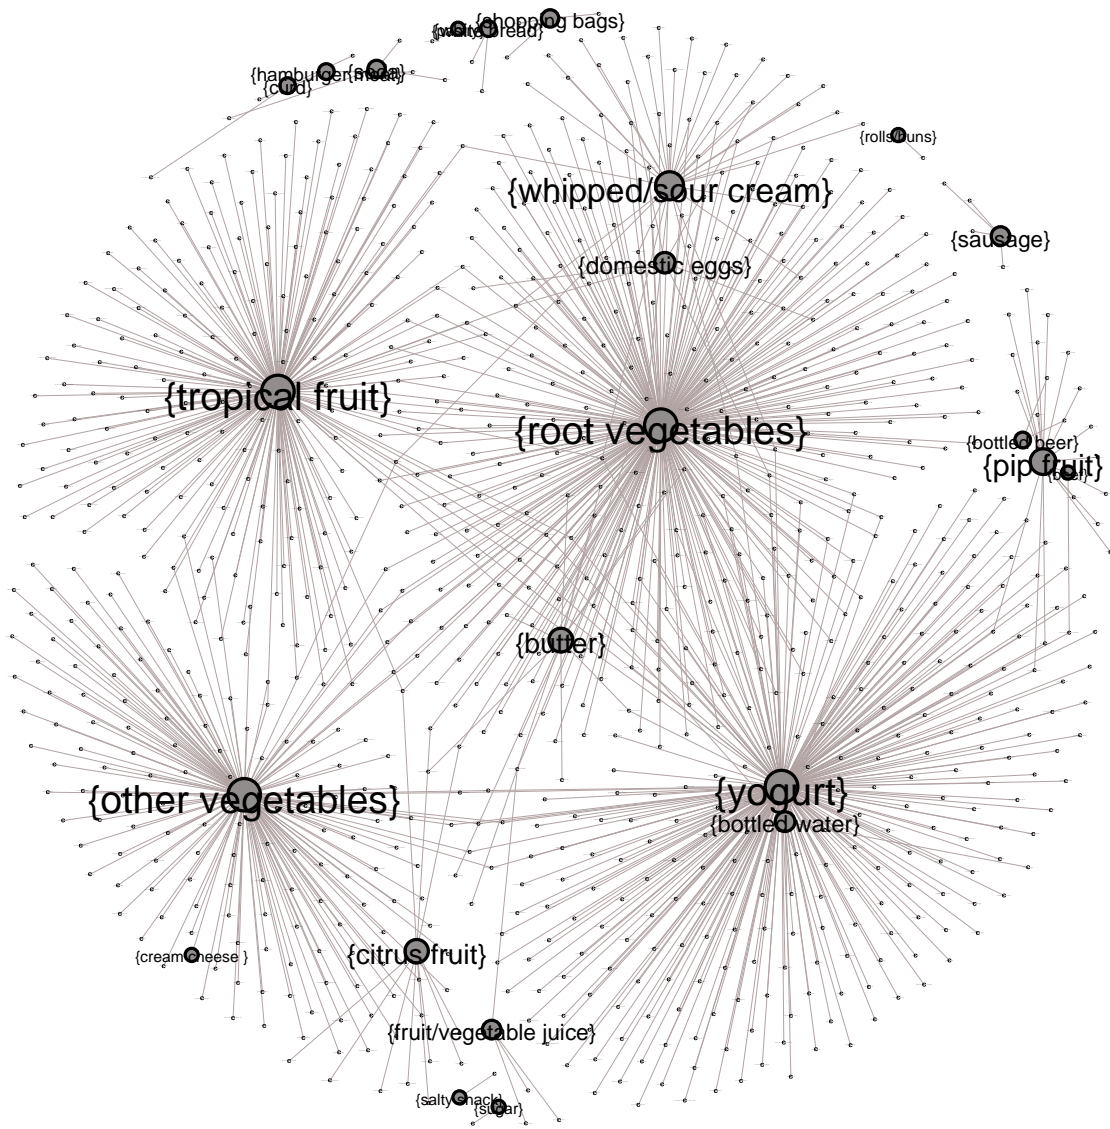 {shopping bags}
{white bread}
{hamburger meat}
{soda}
{curd}
{rolls/buns}
{whipped/sour cream}
{sausage}
{domestic eggs}
{tropical fruit}
{root vegetables}
{bottled beer}
{pip fruit}
{beer}
{butter}
{other vegetables}
{yogurt}
{bottled water}
{cream cheese }
{citrus fruit}
{fruit/vegetable juice}
{salty snack}
{sugar}